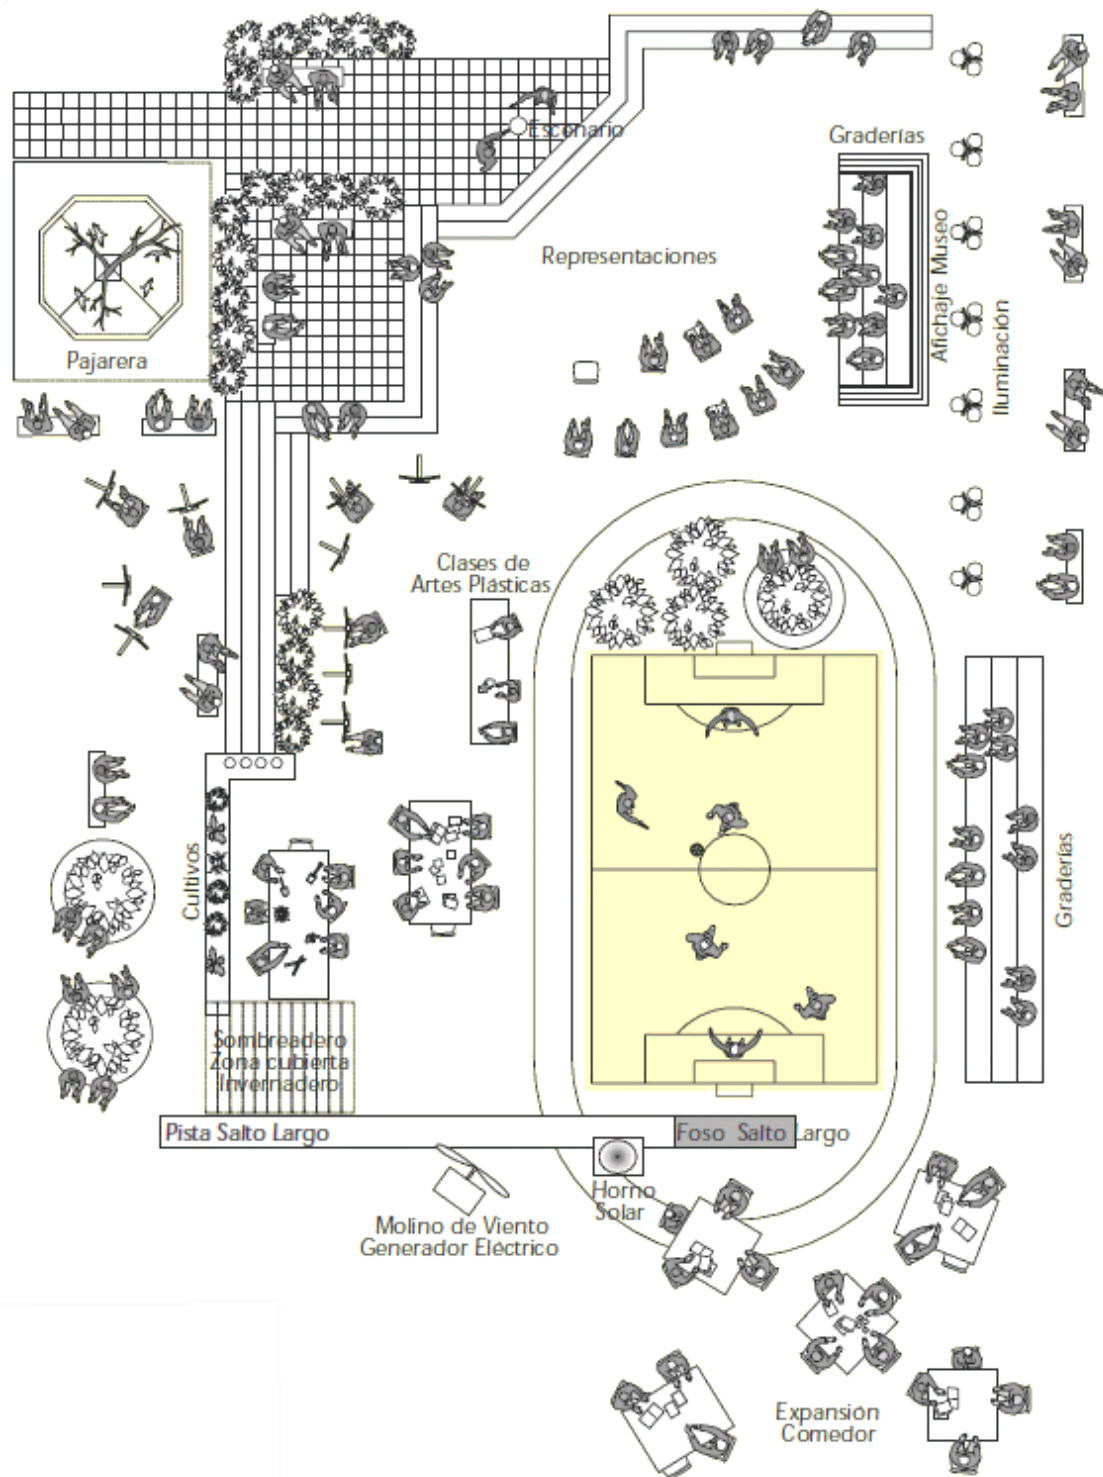 Escenario
Graderías
Representaciones
Afichaje Museo
Iluminación
Pajarera
Clases de
Artes Plásticas
Cultivos
Graderías
Sombreadero
Zona cubierta
Invernadero
Pista Salto Largo
Foso Salto Largo
Horno
Solar
Molino de Viento
Generador Eléctrico
Expansión
Comedor